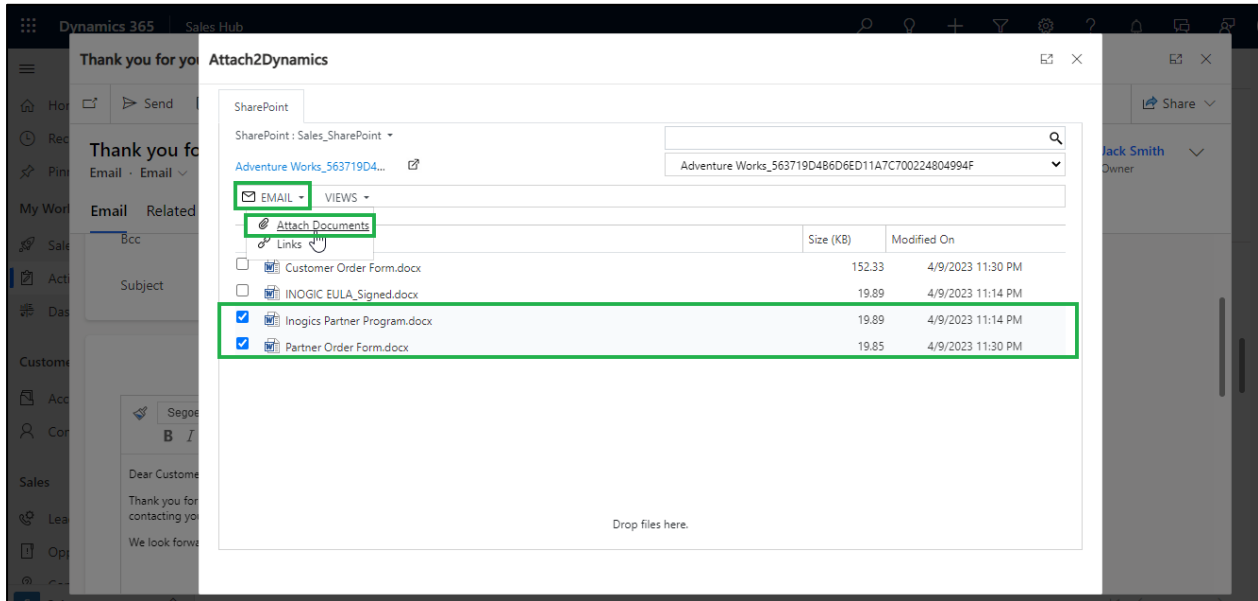 Dynamics 365 Sales Hub
Thank you for you Attach2Dynamics
Send SharePoint Share
SharePoint : Sales_SharePoint
Thank you fo Adventure Works_563719D4... Adventure Works_563719D4B6D6ED11A7C700224804994F Jack Smith
Email · Email Owner
EMAIL VIEWS
My Worl Email Related Attach Documents
Bcc Links Size (KB) Modified On
Sale
Customer Order Form.docx 152.33 4/9/2023 11:30 PM
Acti Subject INOGIC EULA_Signed.docx 19.89 4/9/2023 11:14 PM
Das Inogics Partner Program.docx 19.89 4/9/2023 11:14 PM
Partner Order Form.docx 19.85 4/9/2023 11:30 PM
Custome
Acc
Segoe
Con B I
Dear Custome
Sales
Thank you for
Lea contacting you
Drop files here.
Opp We look forwa